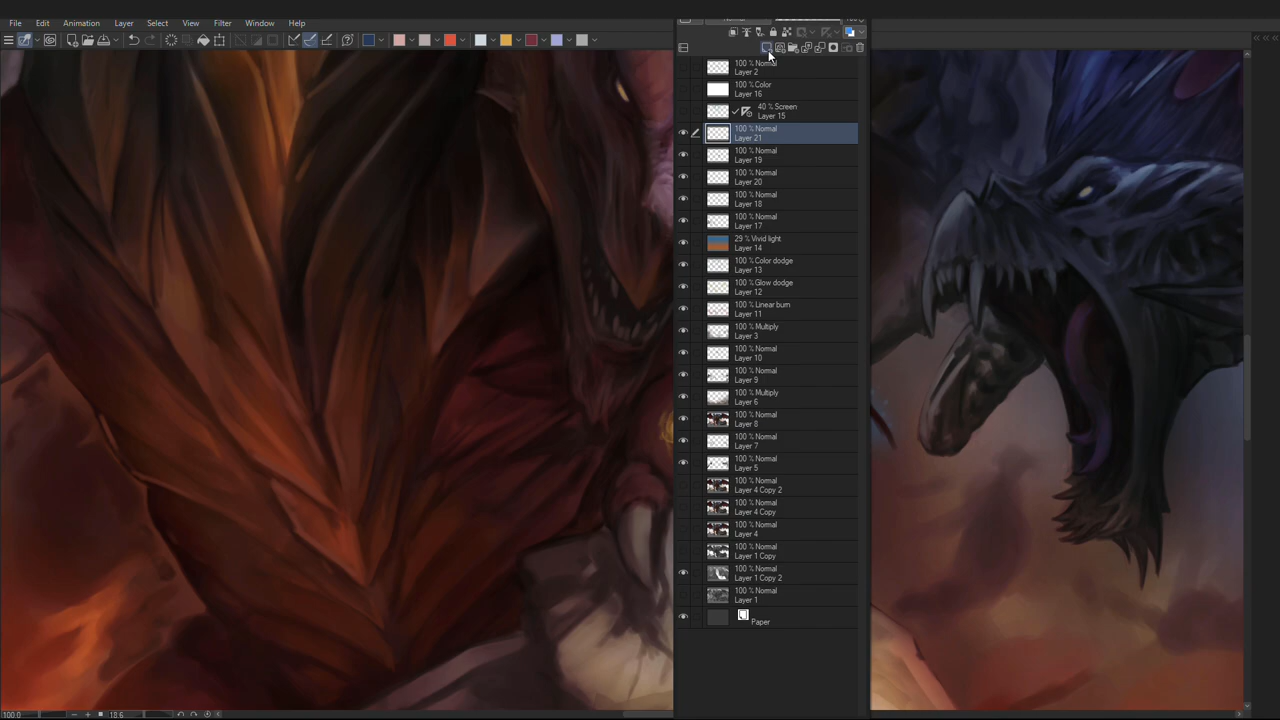 File Edit Animation Layer Select View Filter Window Help
Normal
100 % Normal
Layer 2
100 % Color
Layer 16
40 % Screen
Layer 15
100 % Normal
Layer 21
100 % Normal
Layer 19
100 % Normal
Layer 20
100 % Normal
Layer 18
100 % Normal
Layer 17
29 % Vivid light
Layer 14
100 % Color dodge
Layer 13
100 % Glow dodge
Layer 12
100 % Linear burn
Layer 11
100 % Multiply
Layer 3
100 % Normal
Layer 10
100 % Normal
Layer 9
100 % Multiply
Layer 6
100 % Normal
Layer 8
100 % Normal
Layer 7
100 % Normal
Layer 5
100 % Normal
Layer 4 Copy 2
100 % Normal
Layer 4 Copy
100 % Normal
Layer 4
100 % Normal
Layer 1 Copy
100 % Normal
Layer 1 Copy 2
100 % Normal
Layer 1
Paper
100.0 18.6